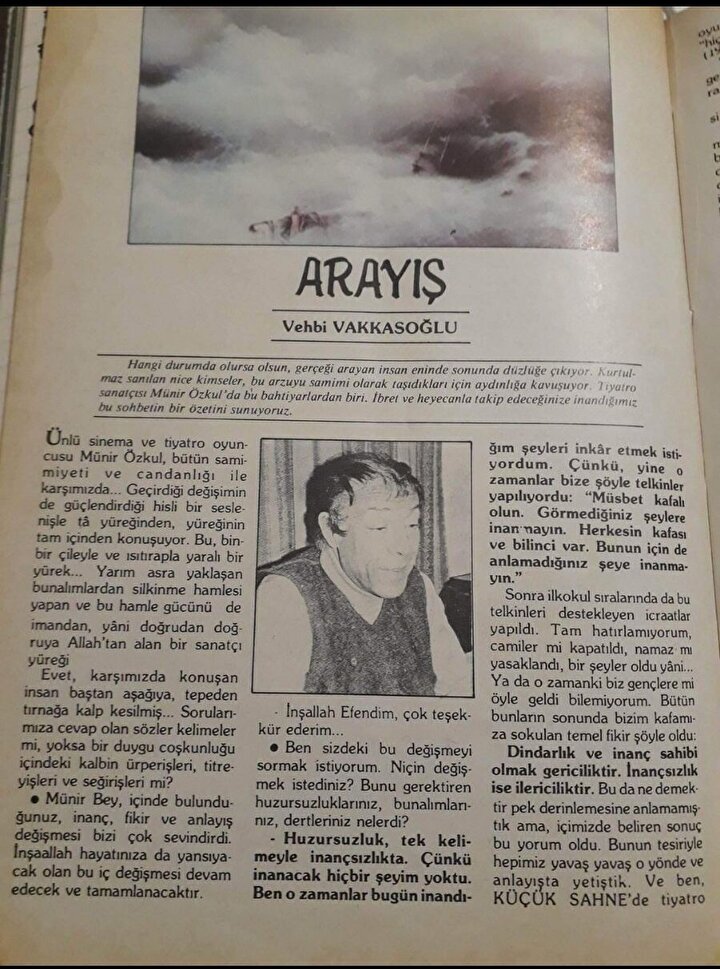 ARAYIŞ
Vehbi VAKKASOĞLU
Hangi durumda olursa olsun, gerçeği arayan insan eninde sonunda düzlüğe çıkıyor. Kurtul-
maz sanılan nice kimseler, bu arzuyu samimi olarak taşıdıkları için aydınlığa kavuşuyor. Tiyatro
sanatçısı Münir Özkul'da bu bahtiyarlardan biri. İbret ve heyecanla takip edeceğinize inandığımız
bu sohbetin bir özetini sunuyoruz.
Ünlü sinema ve tiyatro oyun-
cusu Münir Özkul, bütün sami-
miyeti ve candanlığı ile
karşımızda... Geçirdiği değişimin
de güçlendirdiği hisli bir sesle-
nişle tâ yüreğinden, yüreğinin
tam içinden konuşuyor. Bu, bin-
bir çileyle ve ısıtırapla yaralı bir
yürek... Yarım asra yaklaşan
bunalımlardan silkinme hamlesi
yapan ve bu hamle gücünü de
imandan, yâni doğrudan doğ-
ruya Allah'tan alan bir sanatçı
yüreği
Evet, karşımızda konuşan
insan baştan aşağıya, tepeden
tırnağa kalp kesilmiş... Soruları-
mıza cevap olan sözler kelimeler
mi, yoksa bir duygu coşkunluğu
içindeki kalbin ürperişleri, titre-
yişleri ve seğirişleri mi?
● Münir Bey, içinde bulundu-
ğunuz, inanç, fikir ve anlayış
değişmesi bizi çok sevindirdi.
İnşaallah hayatınıza da yansıya-
cak olan bu iç değişmesi devam
edecek ve tamamlanacaktır.
- İnşallah Efendim, çok teşek-
kür ederim...
● Ben sizdeki bu değişmeyi
sormak istiyorum. Niçin değiş-
mek istediniz? Bunu gerektiren
huzursuzluklarınız, bunalımları-
nız, dertleriniz nelerdi?
- Huzursuzluk, tek keli-
meyle inançsızlıkta. Çünkü
inanacak hiçbir şeyim yoktu.
Ben o zamanlar bugün inandı-
ğım şeyleri inkâr etmek isti-
yordum. Çünkü, yine o
zamanlar bize şöyle telkinler
yapılıyordu: "Müsbet kafalı
olun. Görmediğiniz şeylere
inanmayın. Herkesin kafası
ve bilinci var. Bunun için de
anlamadığınız şeye inanma-
yın."
Sonra ilkokul sıralarında da bu
telkinleri destekleyen icraatlar
yapıldı. Tam hatırlamıyorum,
camiler mi kapatıldı, namaz mı
yasaklandı, bir şeyler oldu yâni...
Ya da o zamanki biz gençlere mi
öyle geldi bilemiyorum. Bütün
bunların sonunda bizim kafamı-
za sokulan temel fikir şöyle oldu:
Dindarlık ve inanç sahibi
olmak gericiliktir. İnançsızlık
ise ilericiliktir. Bu da ne demek-
tir pek derinlemesine anlamamış-
tık ama, içimizde beliren sonuç
bu yorum oldu. Bunun tesiriyle
hepimiz yavaş yavaş o yönde ve
anlayışta yetiştik. Ve ben,
KÜÇÜK SAHNE'de tiyatro